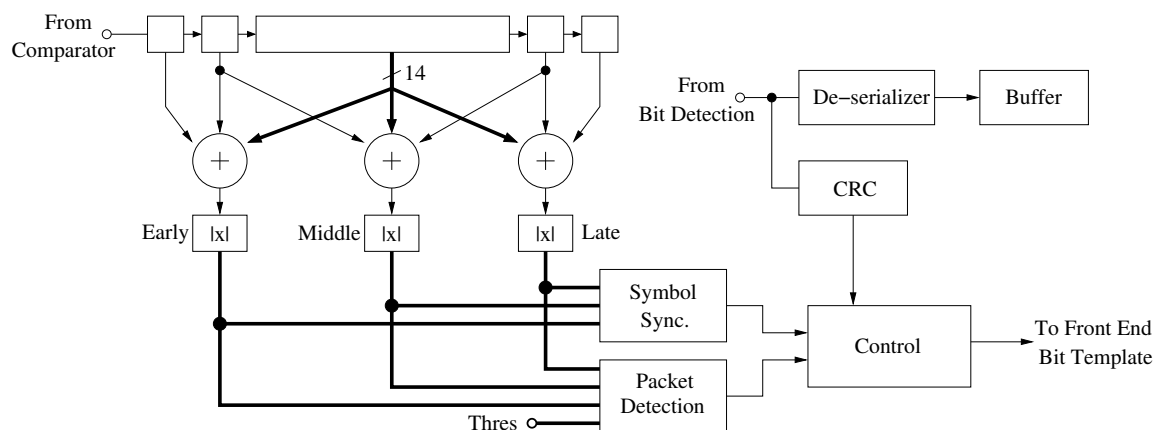 From
Comparator
14
+
+
+
Early
|x|
Middle
|x|
|x|
Late
From
Bit Detection
De-serializer
Buffer
CRC
Symbol
Sync.
Control
To Front End
Bit Template
Packet
Detection
Thres